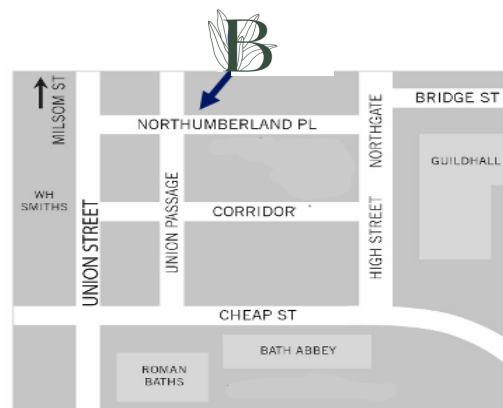 B
MILSOM ST
BRIDGE ST
NORTHUMBERLAND PL
NORTHGATE
GUILDHALL
WH
SMITHS
UNION STREET
UNION PASSAGE
CORRIDOR
HIGH STREET
CHEAP ST
BATH ABBEY
ROMAN
BATHS